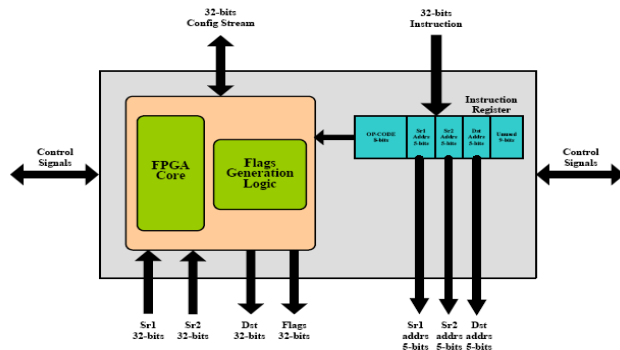 32-bits
Config Stream
32-bits
Instruction
Instruction
Register
OP-CODE
8-bits
Sr1
Addrs
5-bits
Sr2
Addrs
5-bits
Dst
Addrs
5-bits
Unused
9-bits
FPGA
Core
Flags
Generation
Logic
Control
Signals
Control
Signals
Sr1
32-bits
Sr2
32-bits
Dst
32-bits
Flags
32-bits
Sr1
addrs
5-bits
Sr2
addrs
5-bits
Dst
addrs
5-bits